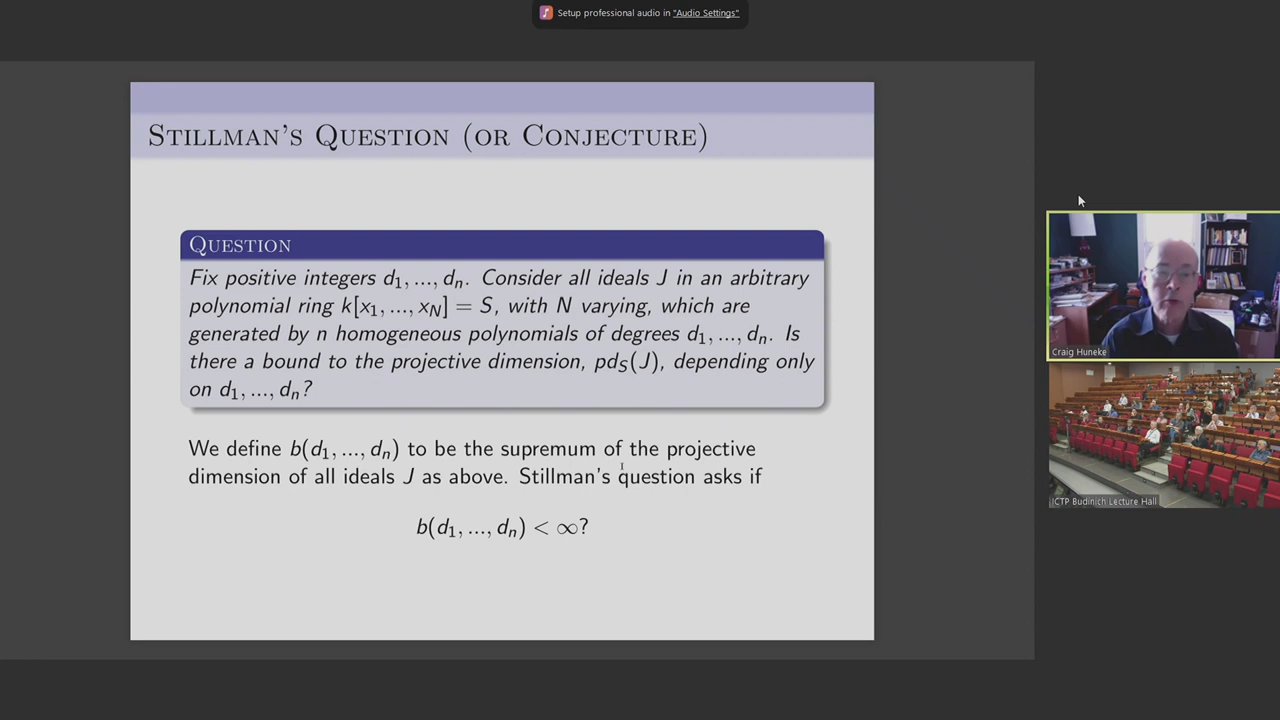 Setup professional audio in "Audio Settings"
STILLMAN'S QUESTION (OR CONJECTURE)
QUESTION
Fix positive integers d₁, ..., dₙ. Consider all ideals J in an arbitrary
polynomial ring k[x₁, ..., x_N] = S, with N varying, which are
generated by n homogeneous polynomials of degrees d₁, ..., dₙ. Is
there a bound to the projective dimension, pd_S(J), depending only
on d₁, ..., dₙ?
We define b(d₁, ..., dₙ) to be the supremum of the projective
dimension of all ideals J as above. Stillman's question asks if
b(d₁, ..., dₙ) < ∞?
Craig Huneke
ICTP Budinich Lecture Hall